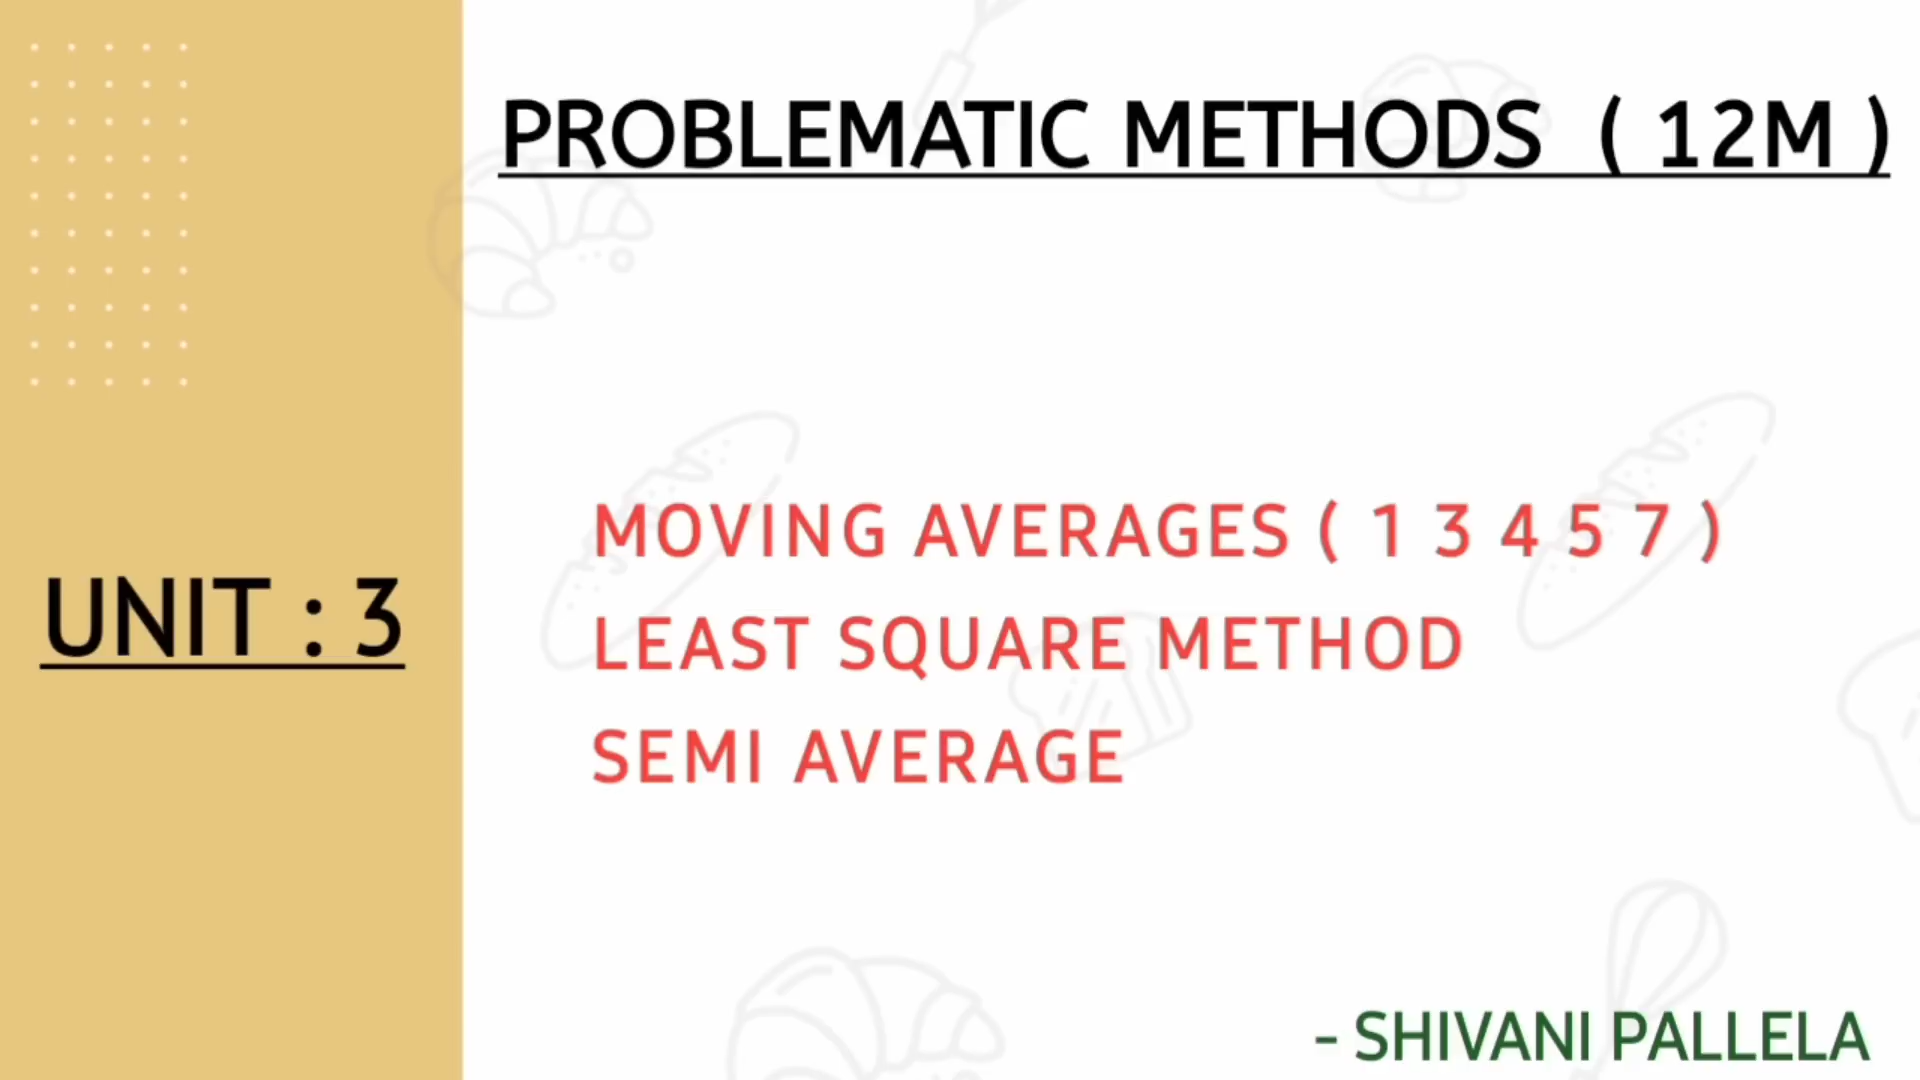 PROBLEMATIC METHODS ( 12M )
UNIT : 3
MOVING AVERAGES ( 1 3 4 5 7 )
LEAST SQUARE METHOD
SEMI AVERAGE
- SHIVANI PALLELA